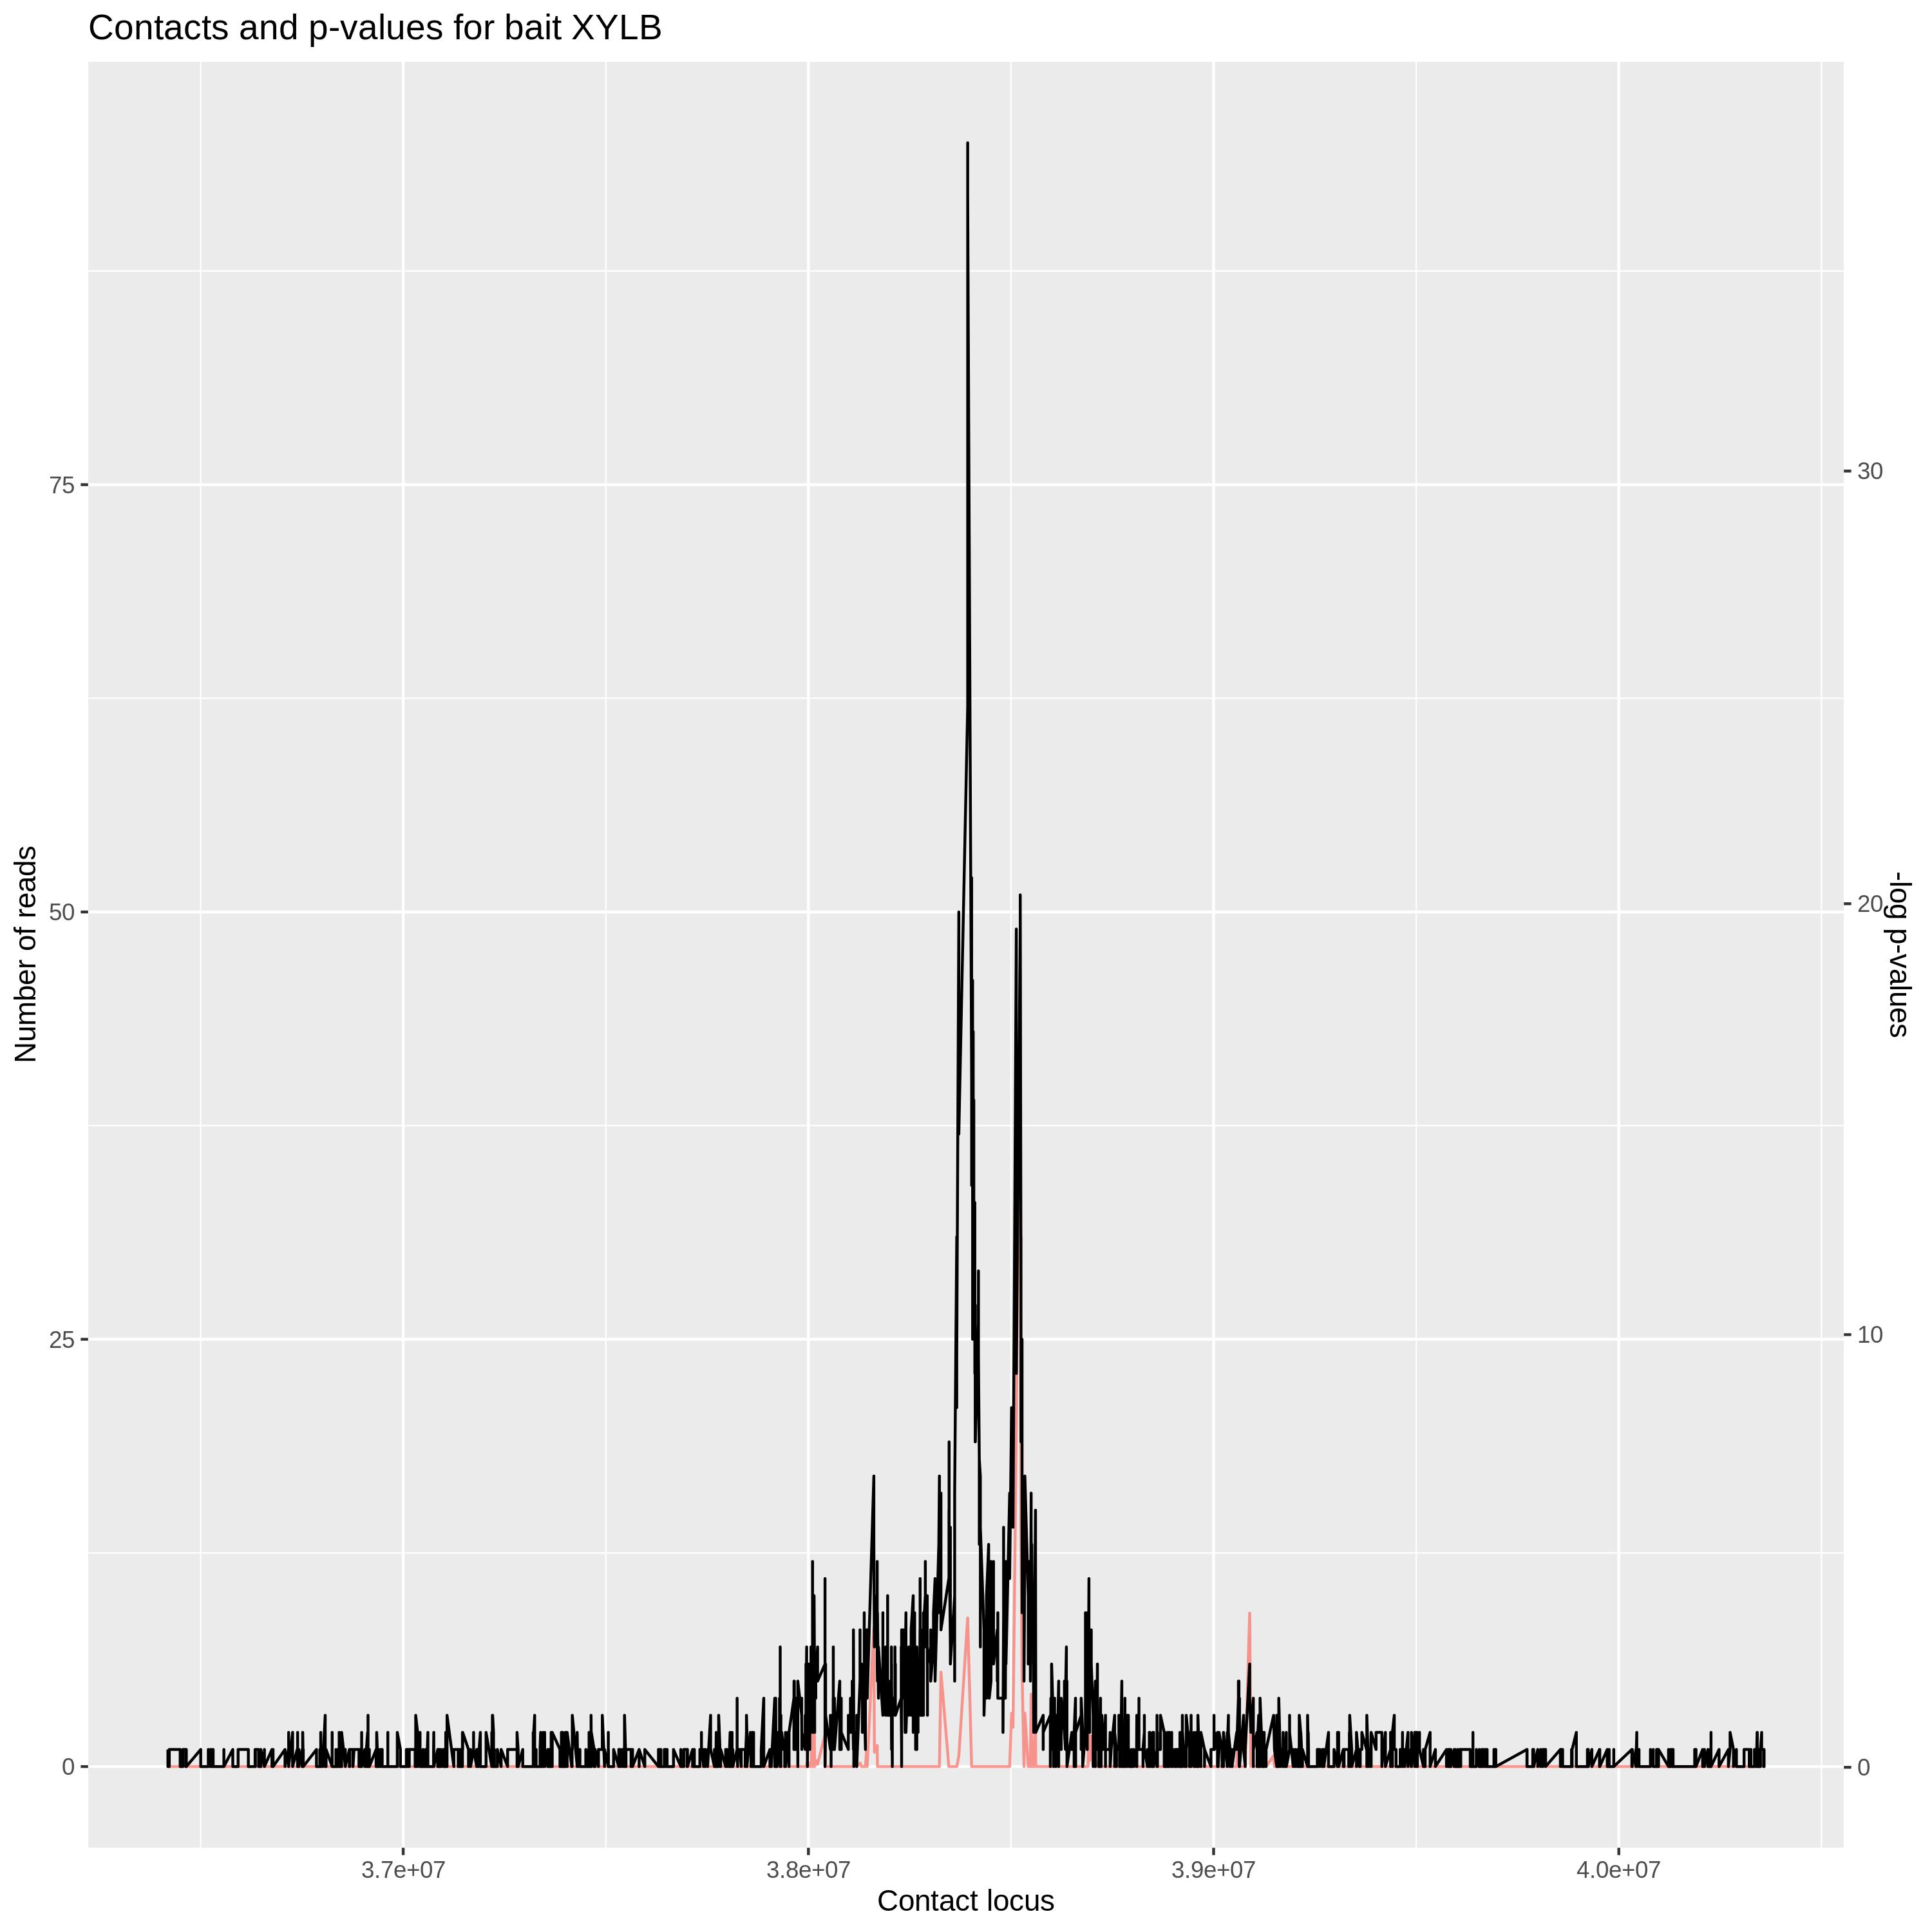 Contacts and p-values for bait XYLB
Number of reads
75
50
25
0
30
20
10
0
-log p-values
3.7e+07
3.8e+07
3.9e+07
4.0e+07
Contact locus